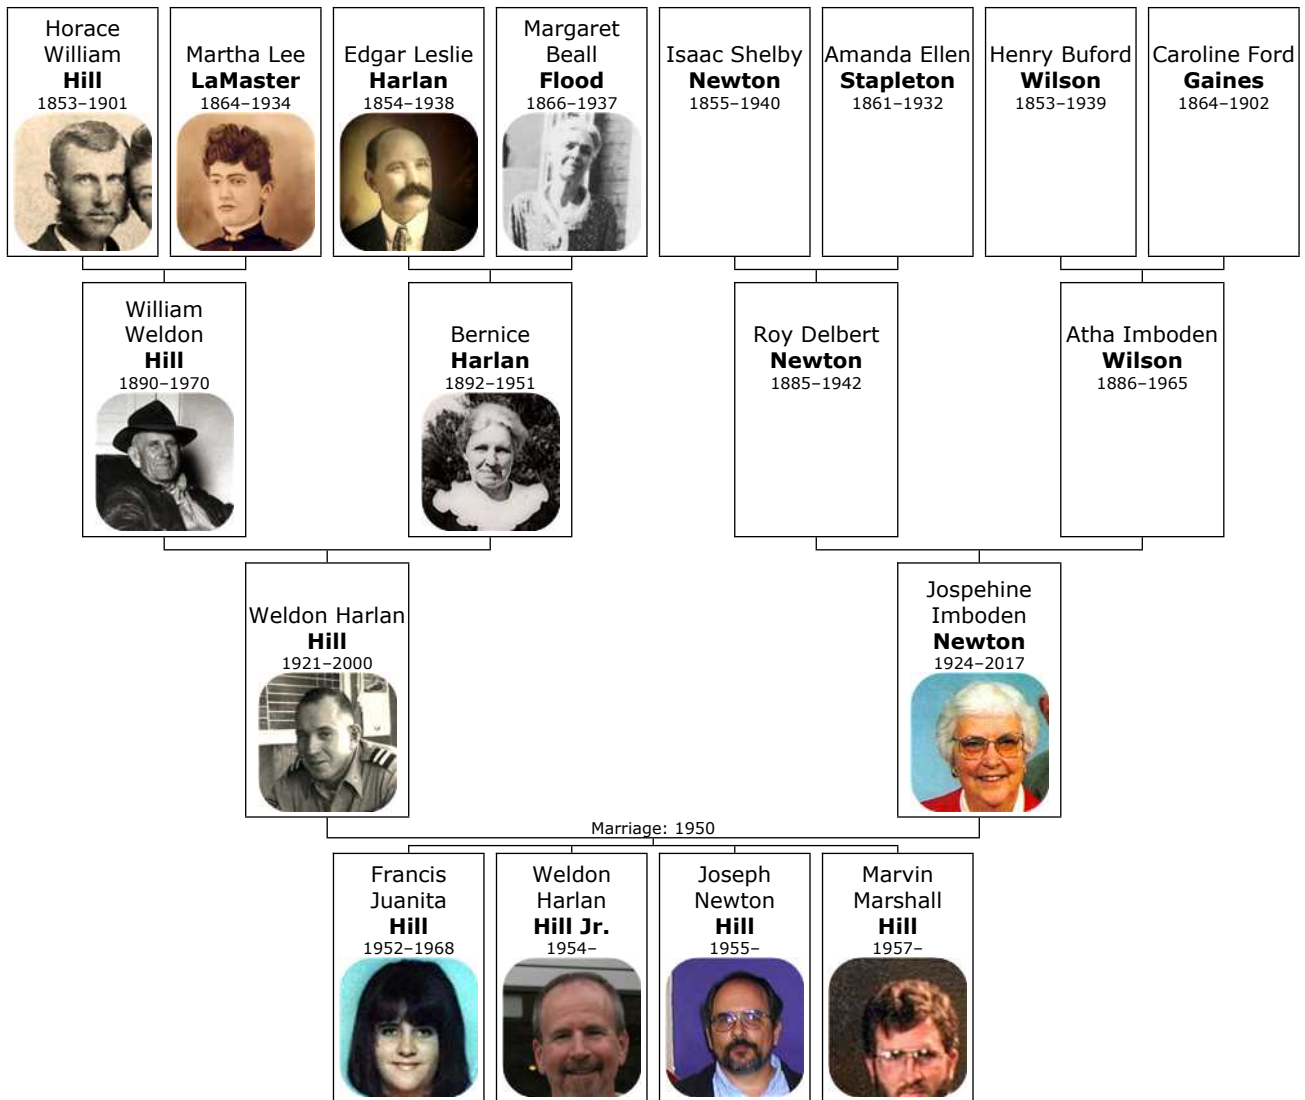 Horace
William
Hill
1853–1901
Martha Lee
LaMaster
1864–1934
Edgar Leslie
Harlan
1854–1938
Margaret
Beall
Flood
1866–1937
Isaac Shelby
Newton
1855–1940
Amanda Ellen
Stapleton
1861–1932
Henry Buford
Wilson
1853–1939
Caroline Ford
Gaines
1864–1902
William
Weldon
Hill
1890–1970
Bernice
Harlan
1892–1951
Roy Delbert
Newton
1885–1942
Atha Imboden
Wilson
1886–1965
Weldon Harlan
Hill
1921–2000
Jospehine
Imboden
Newton
1924–2017
Marriage: 1950
Francis
Juanita
Hill
1952–1968
Weldon
Harlan
Hill Jr.
1954–
Joseph
Newton
Hill
1955–
Marvin
Marshall
Hill
1957–